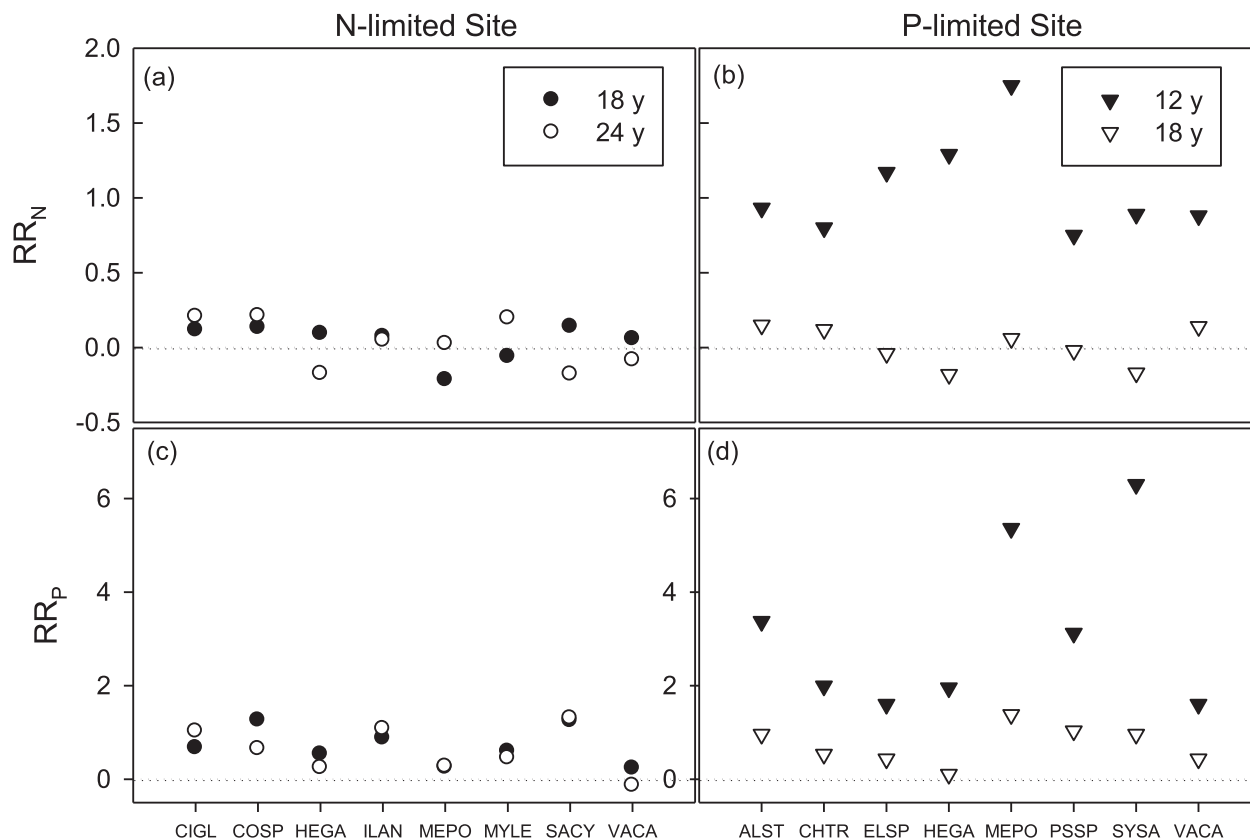 N-limited Site
P-limited Site
2.0
1.5
1.0
0.5
0.0
-0.5
RR_N
(a)
18 y
24 y
(b)
12 y
18 y
6
4
2
0
RR_P
(c)
6
4
2
0
(d)
CIGL COSP HEGA ILAN MEPO MYLE SACY VACA
ALST CHTR ELSP HEGA MEPO PSSP SYSA VACA